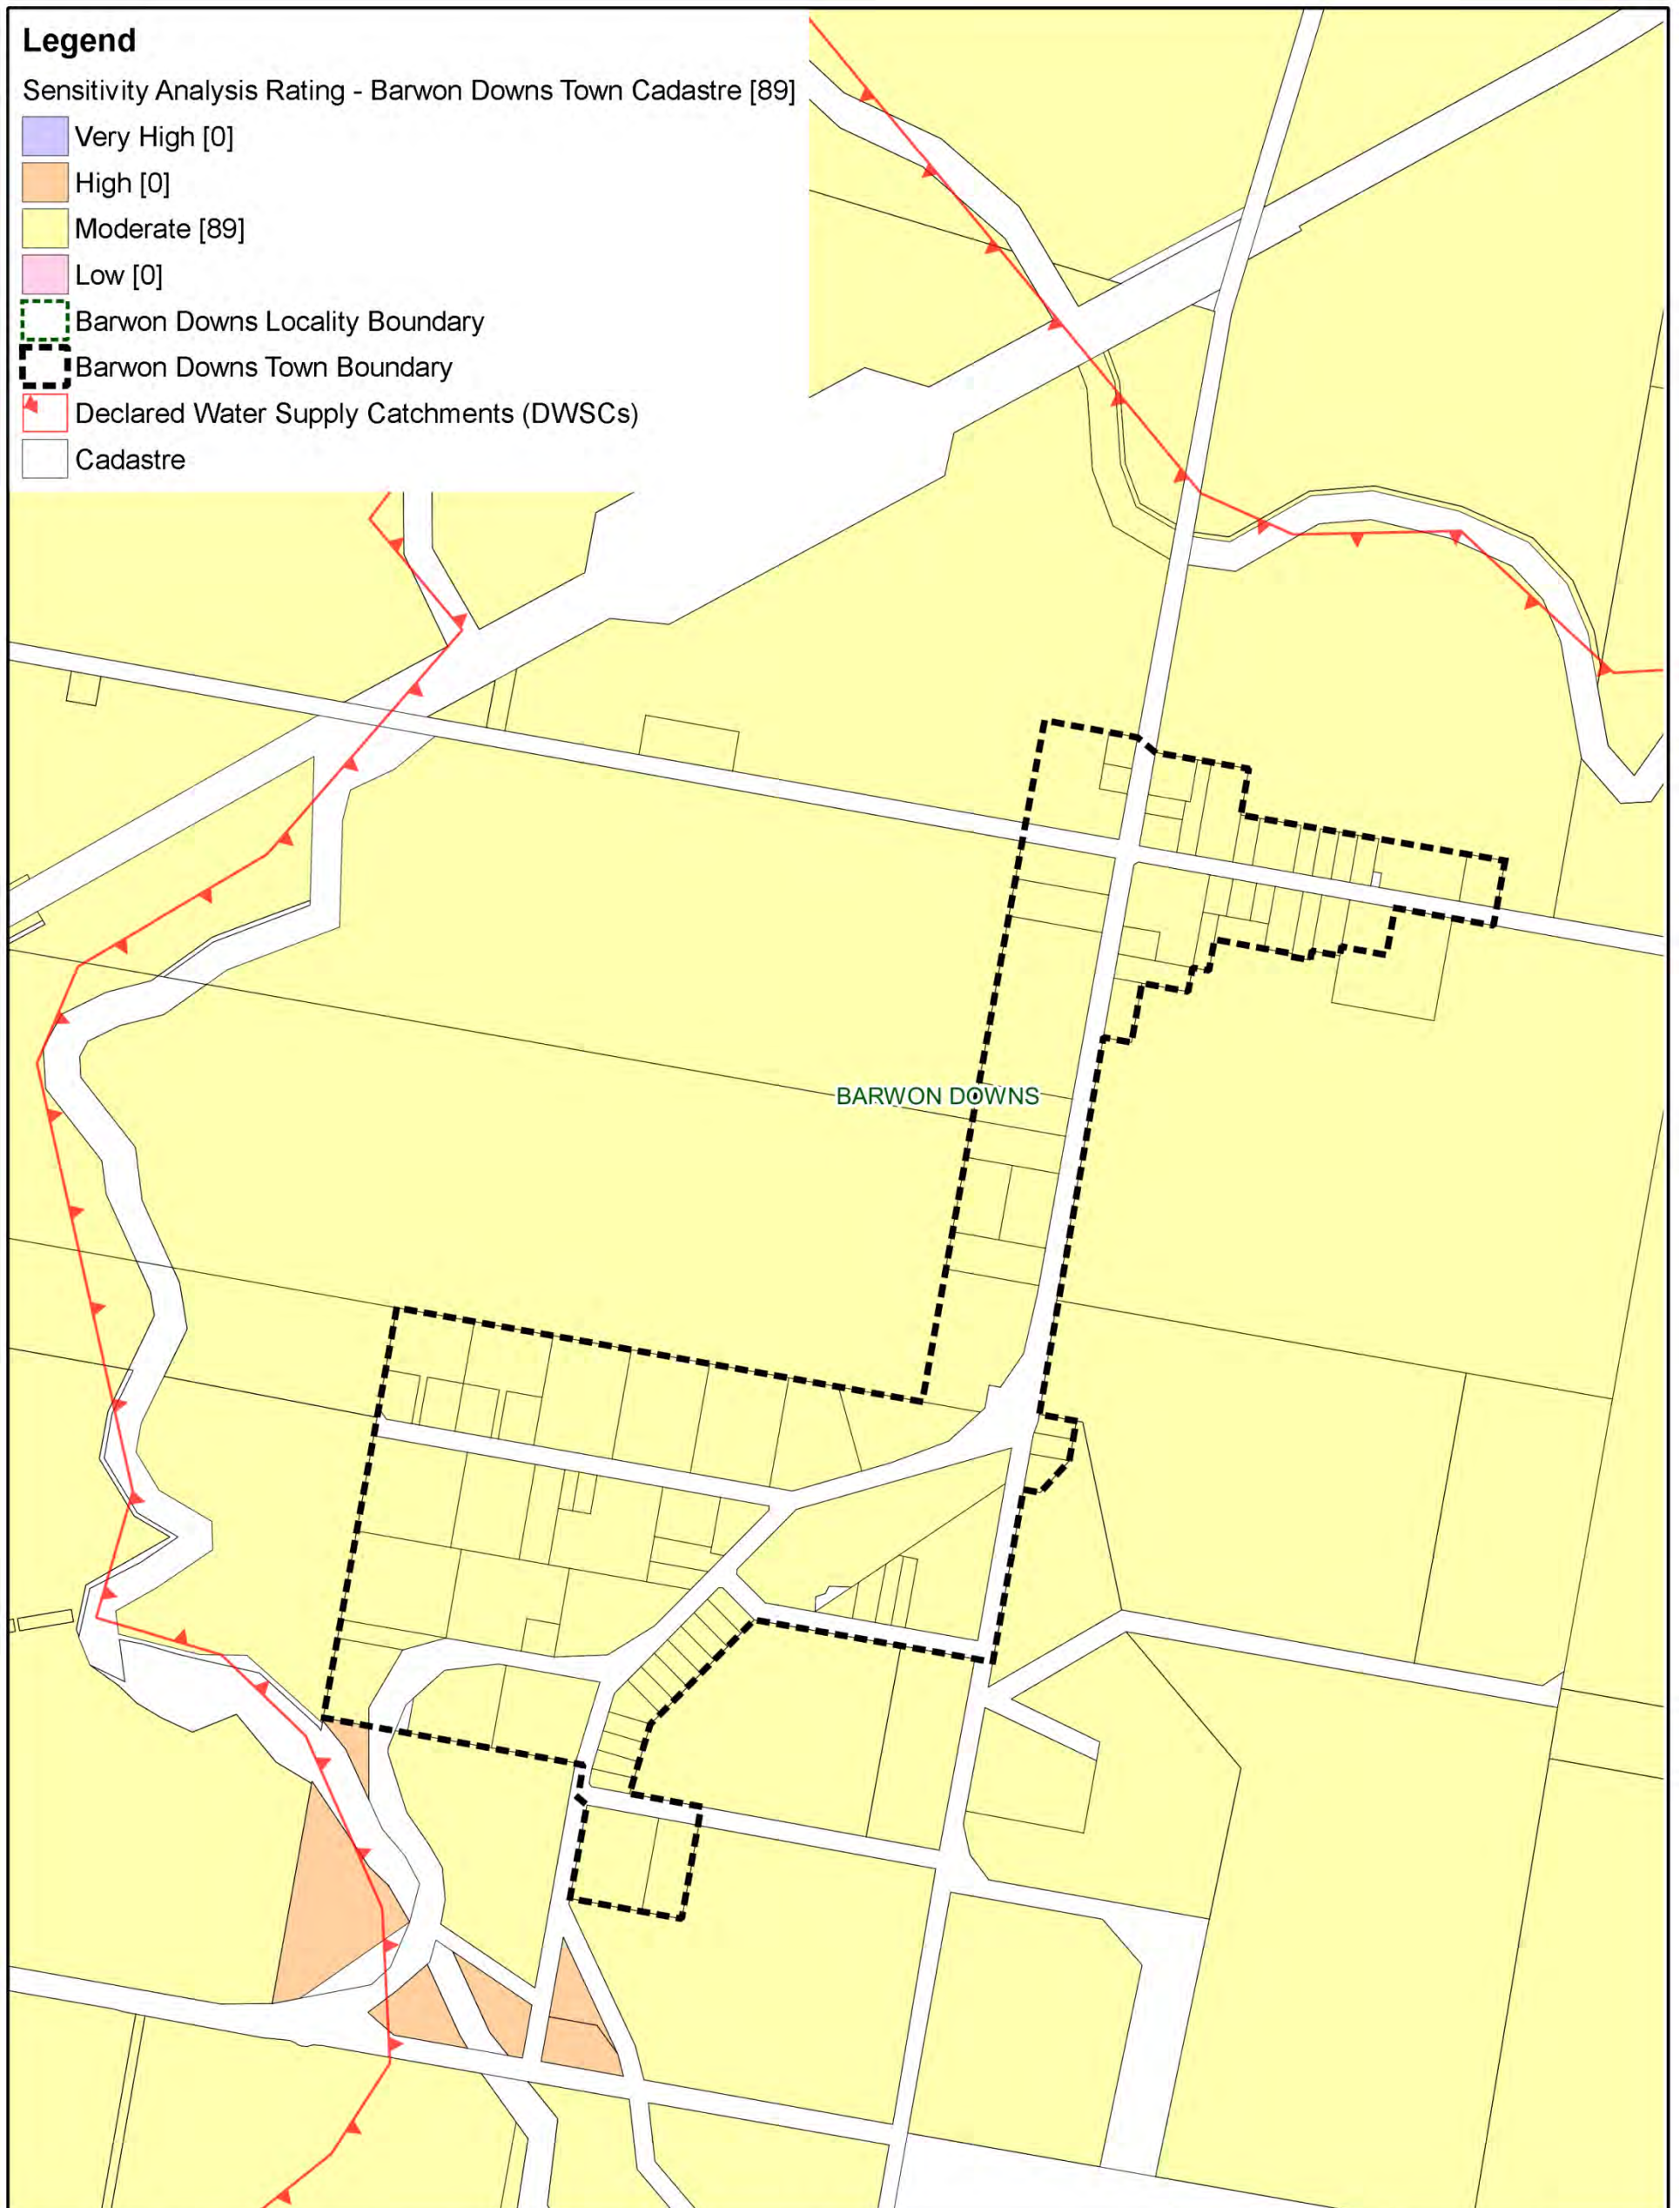 Legend
Sensitivity Analysis Rating - Barwon Downs Town Cadastre [89]
Very High [0]
High [0]
Moderate [89]
Low [0]
Barwon Downs Locality Boundary
Barwon Downs Town Boundary
Declared Water Supply Catchments (DWSCs)
Cadastre
BARWON DOWNS